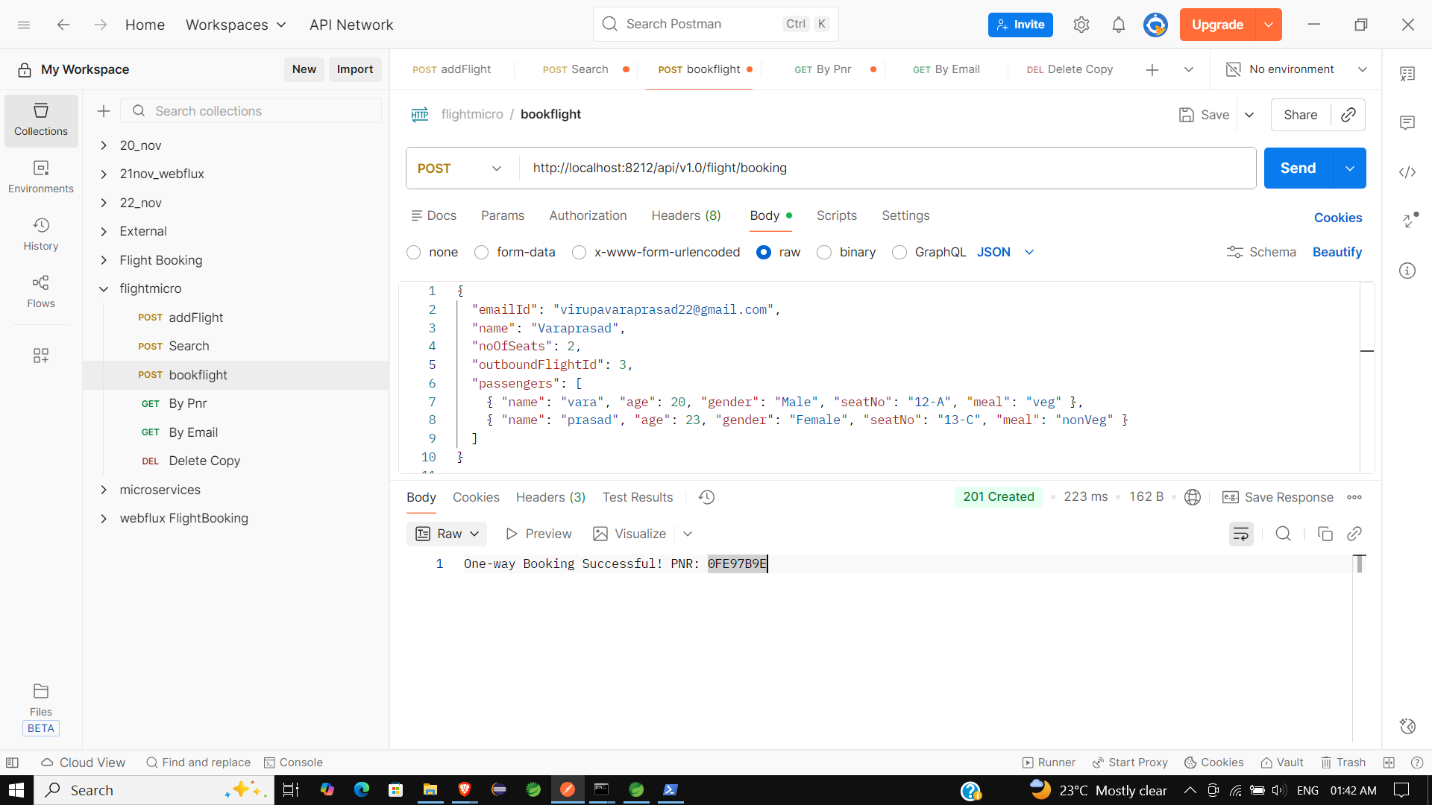 Home Workspaces API Network Search Postman Ctrl K Invite Upgrade
My Workspace New Import POST addFlight POST Search POST bookflight GET By Pnr GET By Email DEL Delete Copy No environment
Collections
Environments
History
Flows
Files
BETA
Search collections
20_nov
21nov_webflux
22_nov
External
Flight Booking
flightmicro
POST addFlight
POST Search
POST bookflight
GET By Pnr
GET By Email
DEL Delete Copy
microservices
webflux FlightBooking
HTTP flightmicro / bookflight Save Share
POST http://localhost:8212/api/v1.0/flight/booking Send
Docs Params Authorization Headers (8) Body Scripts Settings Cookies
none form-data x-www-form-urlencoded raw binary GraphQL JSON Schema Beautify
1 {
2 "emailId": "virupavaraprasad22@gmail.com",
3 "name": "Varaprasad",
4 "noOfSeats": 2,
5 "outboundFlightId": 3,
6 "passengers": [
7 { "name": "vara", "age": 20, "gender": "Male", "seatNo": "12-A", "meal": "veg" },
8 { "name": "prasad", "age": 23, "gender": "Female", "seatNo": "13-C", "meal": "nonVeg" }
9 ]
10 }
Body Cookies Headers (3) Test Results 201 Created 223 ms 162 B e.g. Save Response
Raw Preview Visualize
1 One-way Booking Successful! PNR: 0FE97B9E
Cloud View Find and replace Console Runner Start Proxy Cookies Vault Trash
Search 23°C Mostly clear ENG 01:42 AM